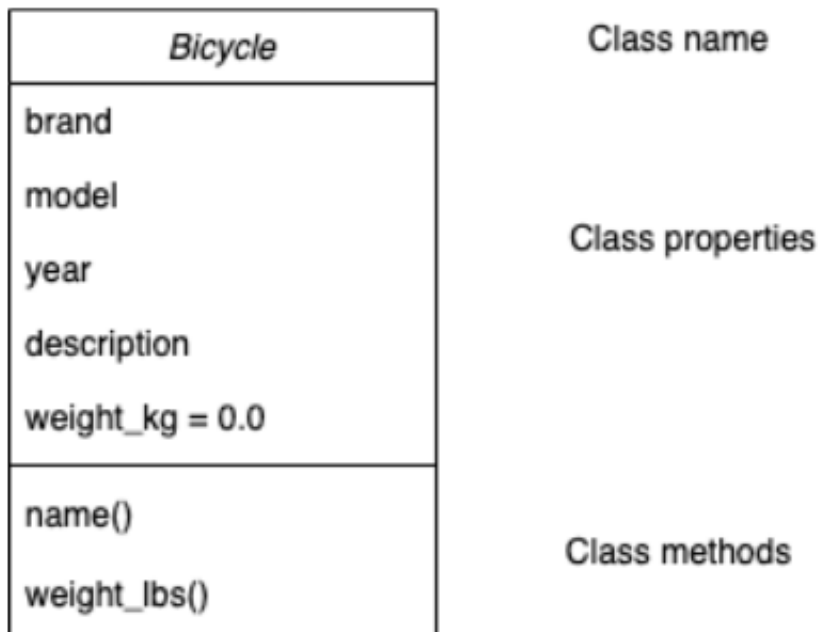 Bicycle
Class name
brand
model
year
Class properties
description
weight_kg = 0.0
name()
Class methods
weight_lbs()